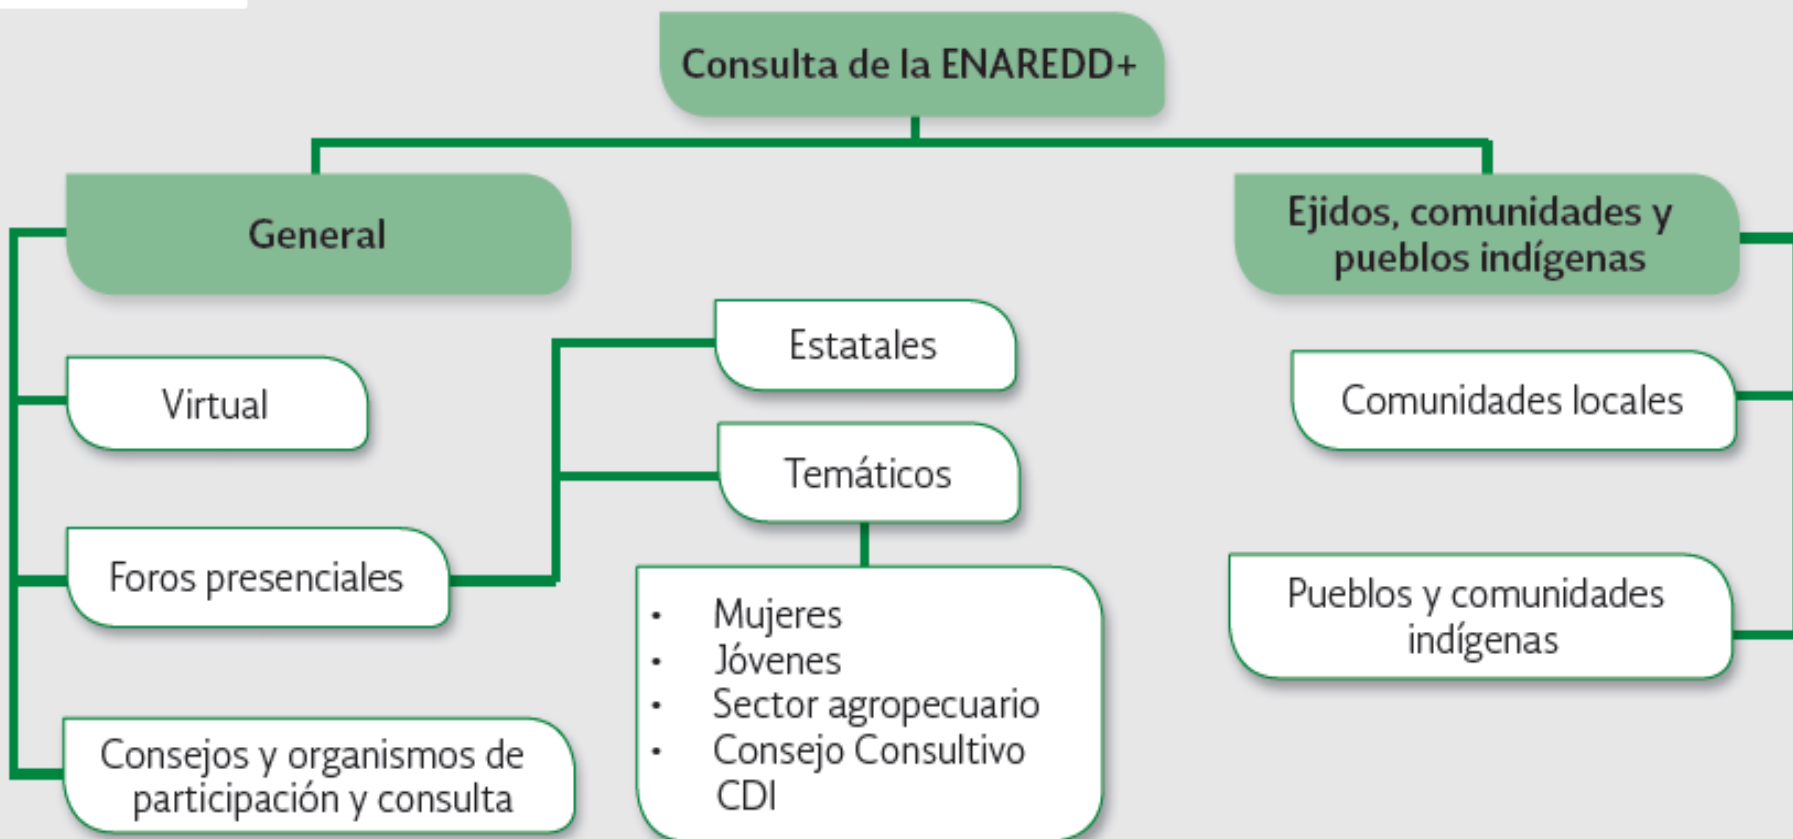 Consulta de la ENAREDD+
General
Virtual
Foros presenciales
Consejos y organismos de
participación y consulta
Estatales
Temáticos
• Mujeres
• Jóvenes
• Sector agropecuario
• Consejo Consultivo
CDI
Ejidos, comunidades y
pueblos indígenas
Comunidades locales
Pueblos y comunidades
indígenas